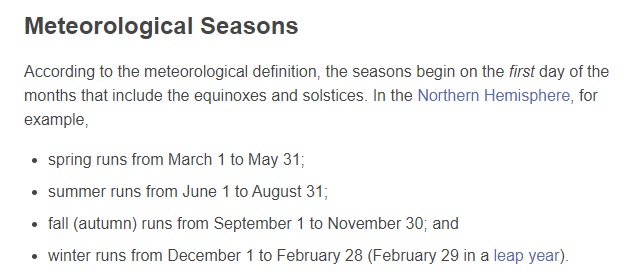 Meteorological Seasons
According to the meteorological definition, the seasons begin on the first day of the
months that include the equinoxes and solstices. In the Northern Hemisphere, for
example,
• spring runs from March 1 to May 31;
• summer runs from June 1 to August 31;
• fall (autumn) runs from September 1 to November 30; and
• winter runs from December 1 to February 28 (February 29 in a leap year).